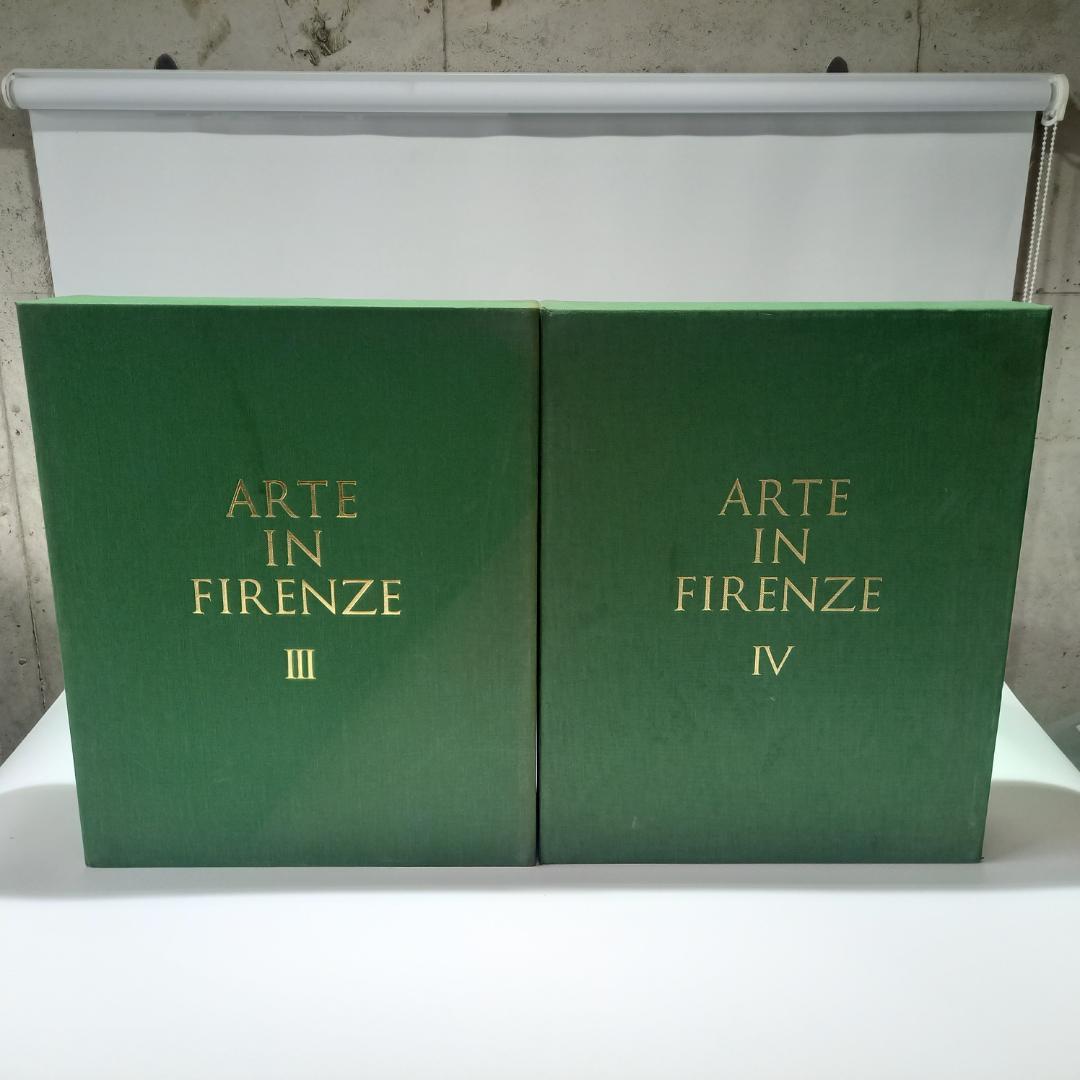 ARTE
IN
FIRENZE
III
ARTE
IN
FIRENZE
IV